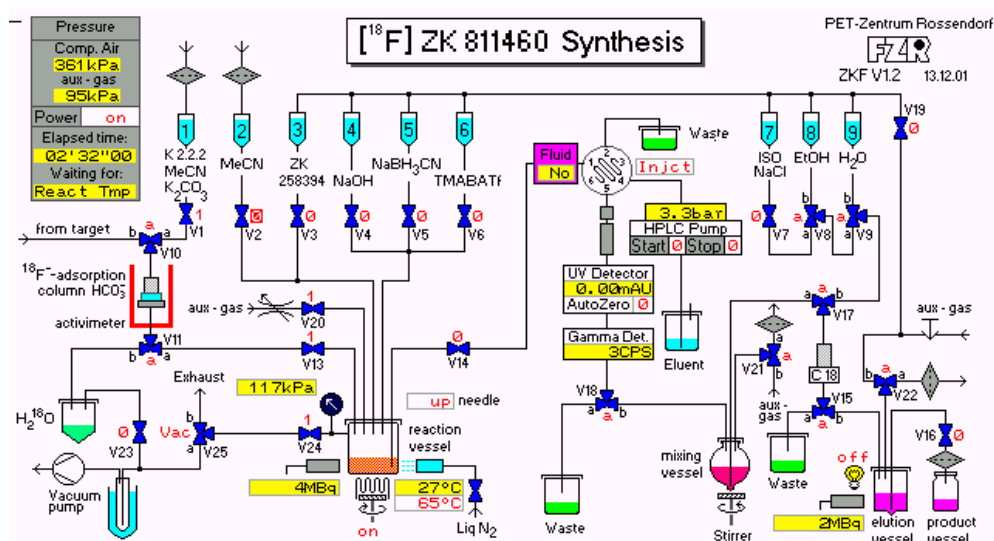 Pressure
Comp. Air
361kPa
aux - gas
95kPa
Power on
Elapsed time:
02'32"00
Waiting for:
React Tmp
[¹⁸F] ZK 811460 Synthesis
PET-Zentrum Rossendorf
FZR
ZKF V1.2 13.12.01
1
K 2.2.2
MeCN
K₂CO₃
1
V1
2
MeCN
0
V2
3
ZK
258394
0
V3
4
NaOH
0
V4
5
NaBH₃CN
0
V5
6
TMABATf
0
V6
Fluid
No
1 2 3 4 5 6
Injct
Waste
3.3bar
HPLC Pump
Start 0 Stop 0
Eluent
7
ISO
NaCl
0
V7
8
EtOH
a
b
a
V8
9
H₂O
a
b
a
V9
V19
0
from target
b a a
V10
¹⁸F⁻-adsorption
column HCO₃⁻
activimeter
V11
b a
a
aux - gas
1
V20
1
V13
0
V14
UV Detector
0.00mAU
AutoZero 0
Gamma Det.
3CPS
V18
a b
a
Waste
H₂¹⁸O
0
V23
Exhaust
b
Vac
a
V25
Vacuum
pump
117kPa
1
V24
up needle
reaction
vessel
4MBq
27°C
65°C
on
Liq N₂
mixing
vessel
Stirrer
a b
V17
a
b
V21 a
a
aux-
gas
C 18
V15
a b
a
Waste
aux - gas
b a
V22
a
V16 0
off
2MBq
elution
vessel
product
vessel